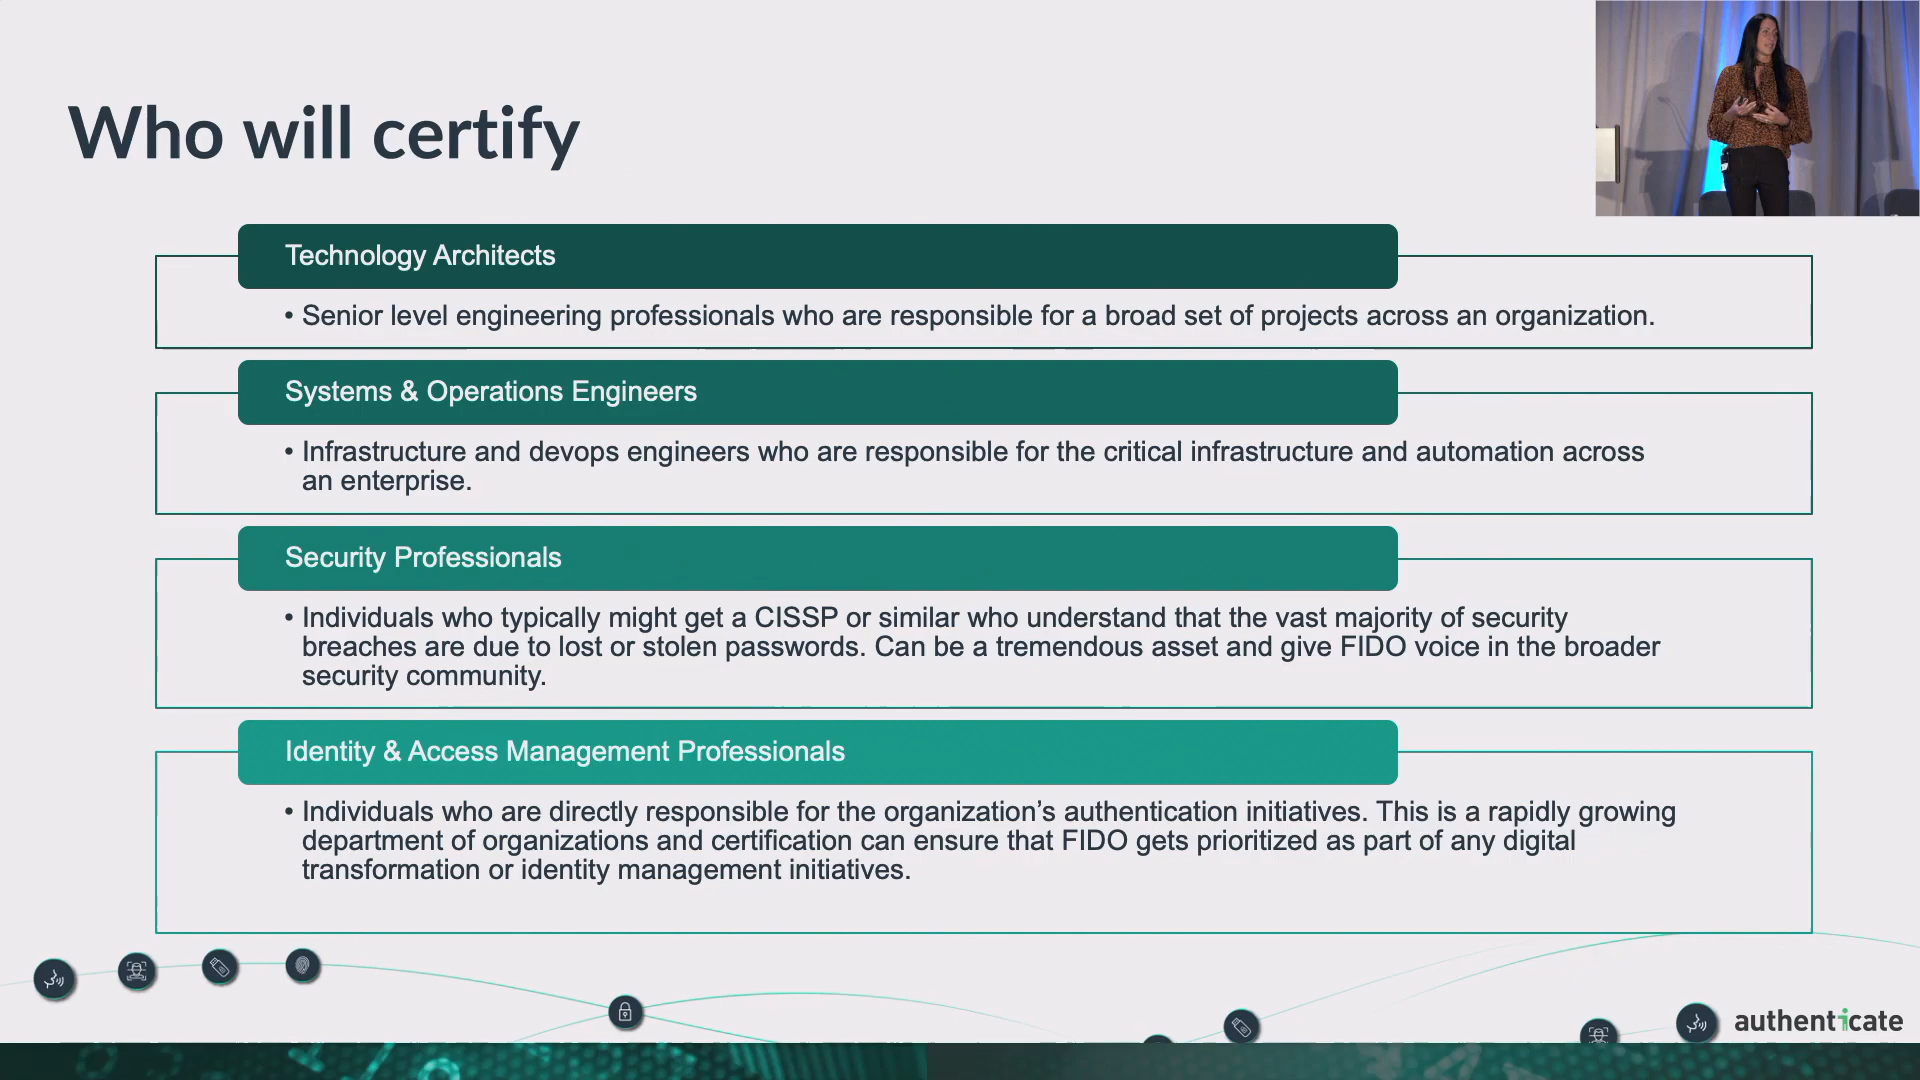 Who will certify
Technology Architects
• Senior level engineering professionals who are responsible for a broad set of projects across an organization.
Systems & Operations Engineers
• Infrastructure and devops engineers who are responsible for the critical infrastructure and automation across
an enterprise.
Security Professionals
• Individuals who typically might get a CISSP or similar who understand that the vast majority of security
breaches are due to lost or stolen passwords. Can be a tremendous asset and give FIDO voice in the broader
security community.
Identity & Access Management Professionals
• Individuals who are directly responsible for the organization’s authentication initiatives. This is a rapidly growing
department of organizations and certification can ensure that FIDO gets prioritized as part of any digital
transformation or identity management initiatives.
authenticate